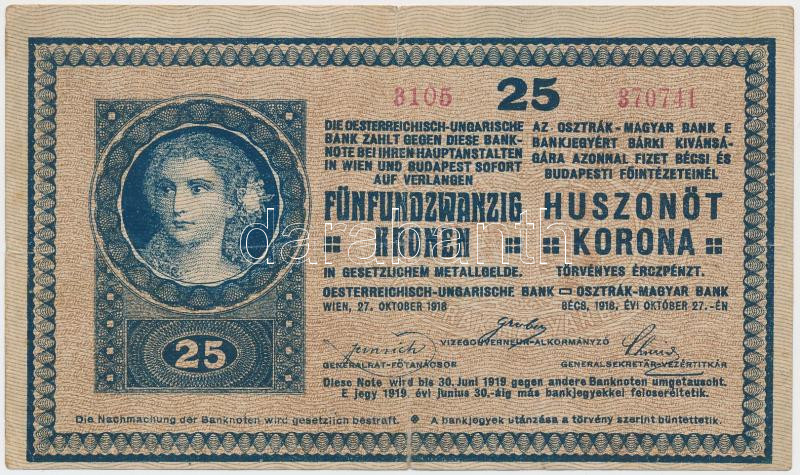 3105 25 370741
DIE OESTERREICHISCH-UNGARISCHE
BANK ZAHLT GEGEN DIESE BANK-
NOTE BEI IHREN HAUPTANSTALTEN
IN WIEN UND BUDAPEST SOFORT
AUF VERLANGEN
FÜNFUNDZWANZIG
KRONEN
IN GESETZLICHEM METALLGELDE.
AZ OSZTRÁK-MAGYAR BANK E
BANKJEGYÉRT BÁRKI KIVÁNSÁ-
GÁRA AZONNAL FIZET BÉCSI ÉS
BUDAPESTI FŐINTÉZETEINÉL
HUSZONÖT
KORONA
TÖRVÉNYES ÉRCZPÉNZT.
OESTERREICHISCH-UNGARISCHE BANK OSZTRÁK-MAGYAR BANK
WIEN, 27. OKTOBER 1918 BÉCS, 1918. ÉVI OKTÓBER 27.-ÉN
VIZEGOUVERNEUR-ALKORMÁNYZÓ
GENERALRAT-FŐTANÁCSOR GENERALSEKRETÄR-VEZÉRTITKÁR
25
Diese Note wird bis 30. Juni 1919 gegen andere Banknoten umgetauscht.
E jegy 1919. évi junius 30.-áig más bankjegyekkel felcseréltetik.
Die Nachmachung der Banknoten wird gesetzlich bestraft. A bankjegyek utánzása a törvény szerint büntettetik.
darabanth